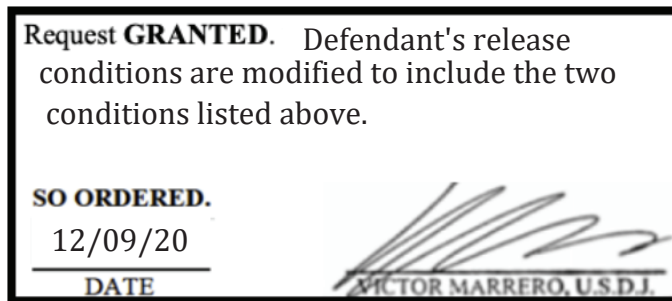 Request GRANTED. Defendant's release
conditions are modified to include the two
conditions listed above.
SO ORDERED.
12/09/20
DATE
VICTOR MARRERO, U.S.D.J.